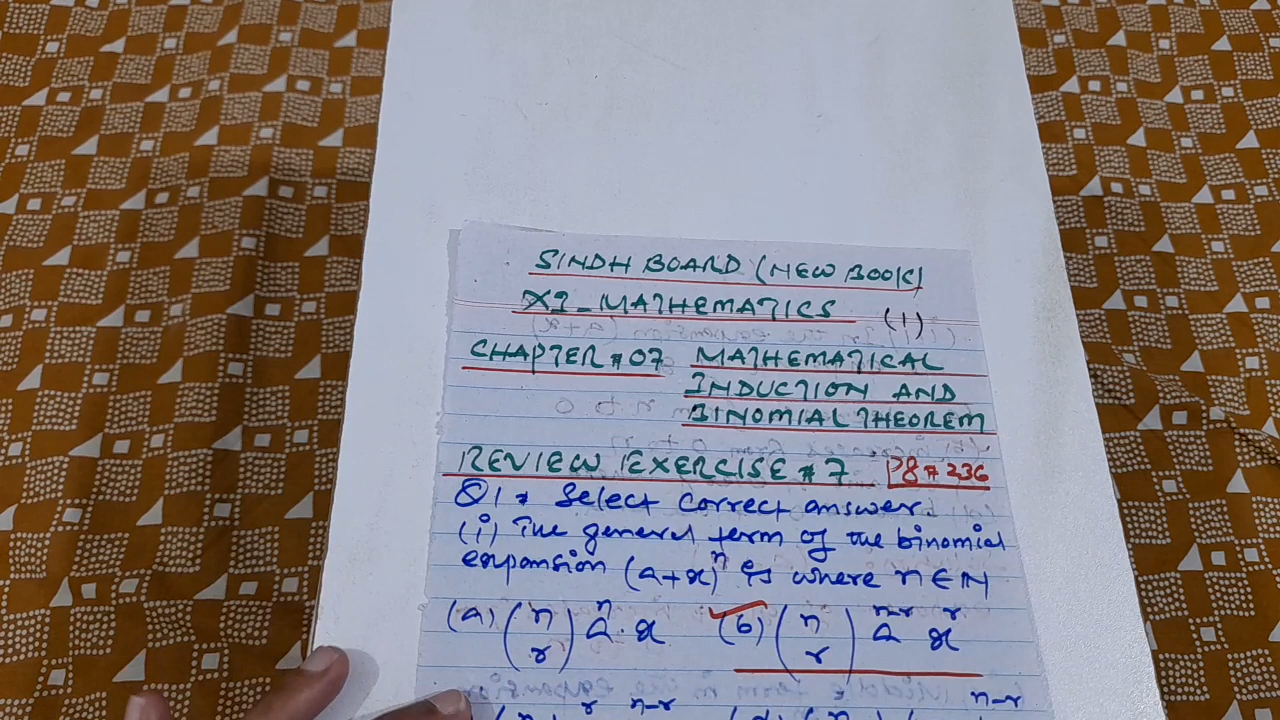 SINDH BOARD (NEW BOOK)
XI-MATHEMATICS (1)
CHAPTER # 07 MATHEMATICAL
INDUCTION AND
BINOMIAL THEOREM
REVIEW EXERCISE # 7 Pg # 236
Q1 * Select correct answer.
(i) The general term of the binomial
expansion (a+x)^n is where n ∈ N
(a) (n r) a^n . x (b) (n r) a^{n-r} x^r